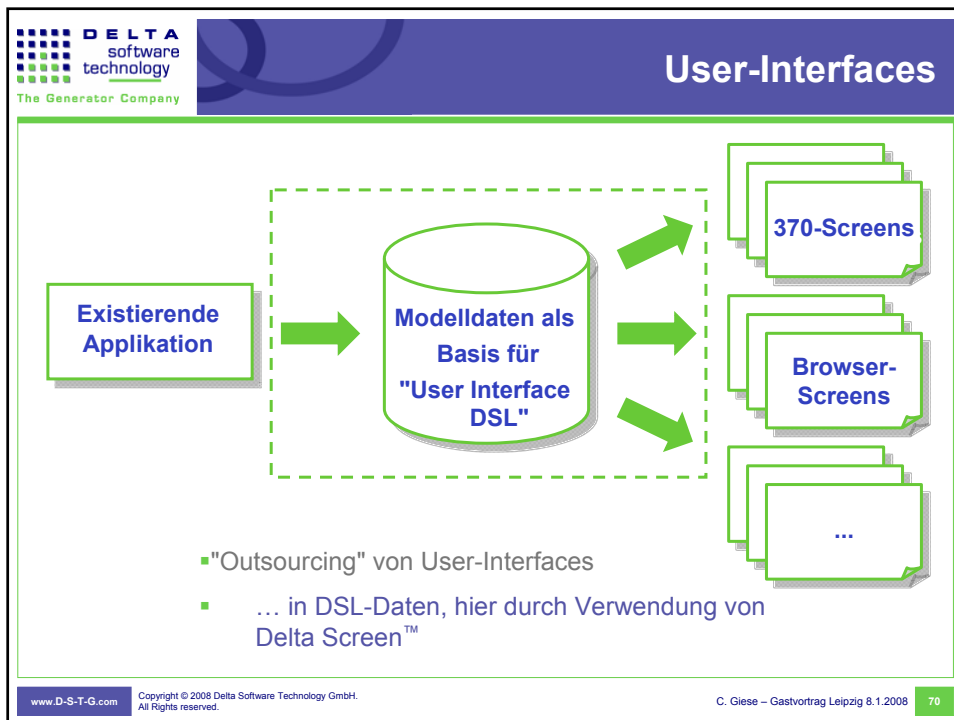 DELTA
software
technology
The Generator Company
User-Interfaces
Existierende
Applikation
Modelldaten als
Basis für
"User Interface
DSL"
370-Screens
Browser-
Screens
...
▪"Outsourcing" von User-Interfaces
▪ … in DSL-Daten, hier durch Verwendung von
Delta Screen™
www.D-S-T-G.com
Copyright © 2008 Delta Software Technology GmbH.
All Rights reserved.
C. Giese – Gastvortrag Leipzig 8.1.2008
70